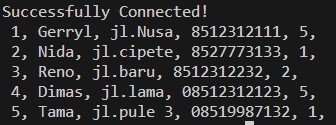 Successfully Connected!
1, Gerryl, jl.Nusa, 8512312111, 5,
2, Nida, jl.cipete, 8527773133, 1,
3, Reno, jl.baru, 8512312232, 2,
4, Dimas, jl.lama, 08512312123, 5,
5, Tama, jl.pule 3, 08519987132, 1,